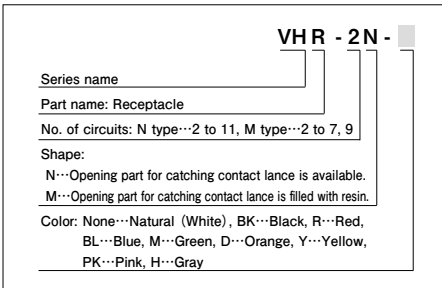 VH R - 2 N -
Series name
Part name: Receptacle
No. of circuits: N type⋯2 to 11, M type⋯2 to 7, 9
Shape:
N⋯Opening part for catching contact lance is available.
M⋯Opening part for catching contact lance is filled with resin.
Color: None⋯Natural (White), BK⋯Black, R⋯Red,
BL⋯Blue, M⋯Green, D⋯Orange, Y⋯Yellow,
PK⋯Pink, H⋯Gray